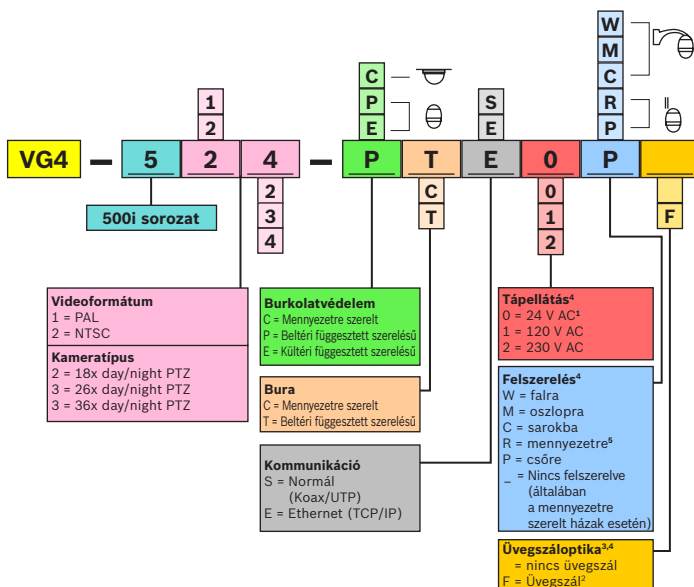 W
M
C
C
P
R
1
S
2
E
E
P
VG4 – 5 2 4 – P T E 0 P
2
C
0
3
T
1
F
4
2
500i sorozat
Videoformátum
1 = PAL
2 = NTSC
Kameratípus
2 = 18x day/night PTZ
3 = 26x day/night PTZ
3 = 36x day/night PTZ
Burkolatvédelem
C = Mennyezetre szerelt
P = Beltéri függesztett szerelésű
E = Kültéri függesztett szerelésű
Bura
C = Mennyezetre szerelt
T = Beltéri függesztett szerelésű
Kommunikáció
S = Normál
(Koax/UTP)
E = Ethernet (TCP/IP)
Tápellátás⁴
0 = 24 V AC¹
1 = 120 V AC
2 = 230 V AC
Felszerelés⁴
W = falra
M = oszlopra
C = sarokba
R = mennyezetre⁵
P = csőre
_ = Nincs felszerelve
(általában
a mennyezetre
szerelt házak esetén)
Üvegszáloptika³,⁴
= nincs üvegszál
F = Üvegszál²